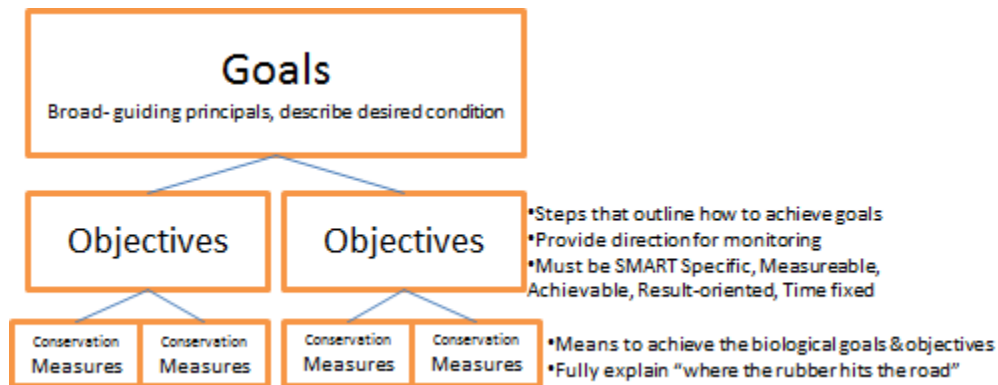 Goals
Broad- guiding principals, describe desired condition
Objectives
Objectives
•Steps that outline how to achieve goals
•Provide direction for monitoring
•Must be SMART Specific, Measureable,
Achievable, Result-oriented, Time fixed
Conservation
Measures
Conservation
Measures
Conservation
Measures
Conservation
Measures
•Means to achieve the biological goals & objectives
•Fully explain “where the rubber hits the road”